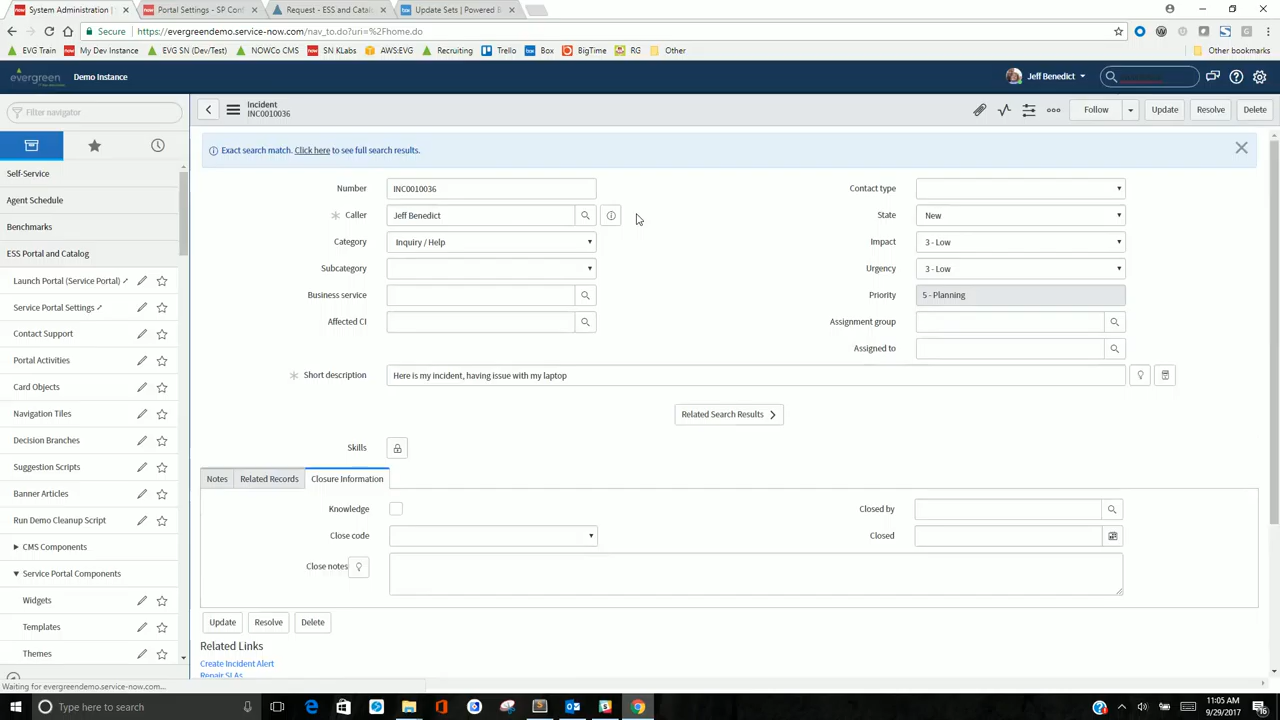 System Administration |
Portal Settings - SP Con
Request - ESS and Catal
Update Sets | Powered B
Secure
https://evergreendemo.service-now.com/nav_to.do?uri=%2Fhome.do
EVG Train
My Dev Instance
EVG SN (Dev/Test)
NOWCo CMS
SN KLabs
AWS:EVG
Recruiting
Trello
Box
BigTime
RG
Other
Other bookmarks
evergreen
Demo Instance
Jeff Benedict
Filter navigator
Incident
INC0010036
Follow
Update
Resolve
Delete
Exact search match. Click here to see full search results.
Self-Service
Agent Schedule
Benchmarks
ESS Portal and Catalog
Launch Portal (Service Portal)
Service Portal Settings
Contact Support
Portal Activities
Card Objects
Navigation Tiles
Decision Branches
Suggestion Scripts
Banner Articles
Run Demo Cleanup Script
CMS Components
Service Portal Components
Widgets
Templates
Themes
Number
INC0010036
Contact type
Caller
Jeff Benedict
State
New
Category
Inquiry / Help
Impact
3 - Low
Subcategory
Urgency
3 - Low
Business service
Priority
5 - Planning
Affected CI
Assignment group
Assigned to
Short description
Here is my incident, having issue with my laptop
Related Search Results
Skills
Notes
Related Records
Closure Information
Knowledge
Closed by
Close code
Closed
Close notes
Update
Resolve
Delete
Related Links
Create Incident Alert
Repair SLAs
Waiting for evergreendemo.service-now.com...
Type here to search
11:05 AM
9/29/2017